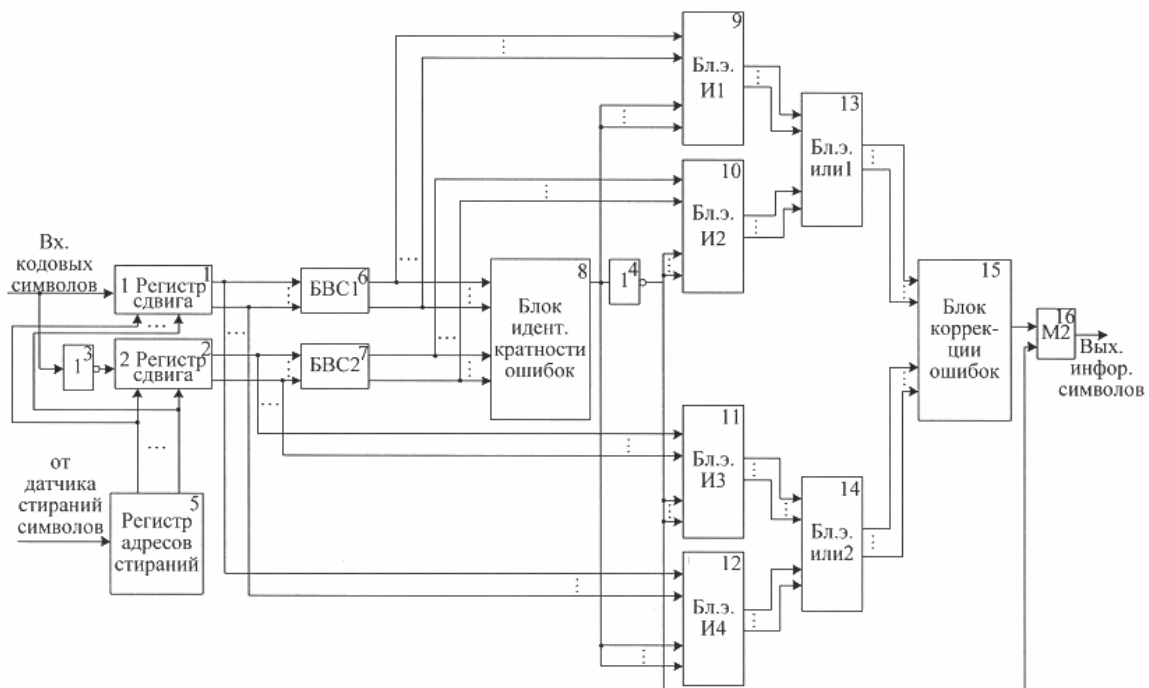 9
Бл.э.
И1
13
Бл.э.
или1
10
Бл.э.
И2
Вх.
кодовых
символов
1
1 Регистр
сдвига
6
БВС1
8
Блок
идент.
кратности
ошибок
4
1
15
Блок
коррек-
ции
ошибок
16
М2
Вых.
инфор.
символов
3
1
2
2 Регистр
сдвига
7
БВС2
11
Бл.э.
И3
от
датчика
стираний
символов
5
Регистр
адресов
стираний
14
Бл.э.
или2
12
Бл.э.
И4